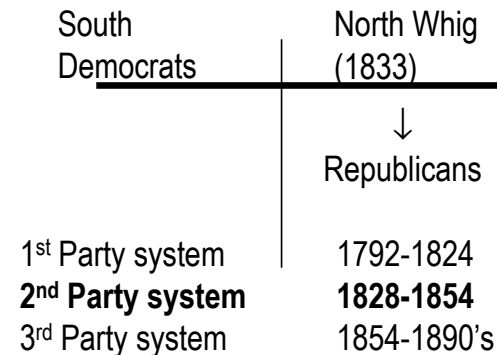 South North Whig
Democrats (1833)
↓
Republicans
1st Party system 1792-1824
2nd Party system 1828-1854
3rd Party system 1854-1890's